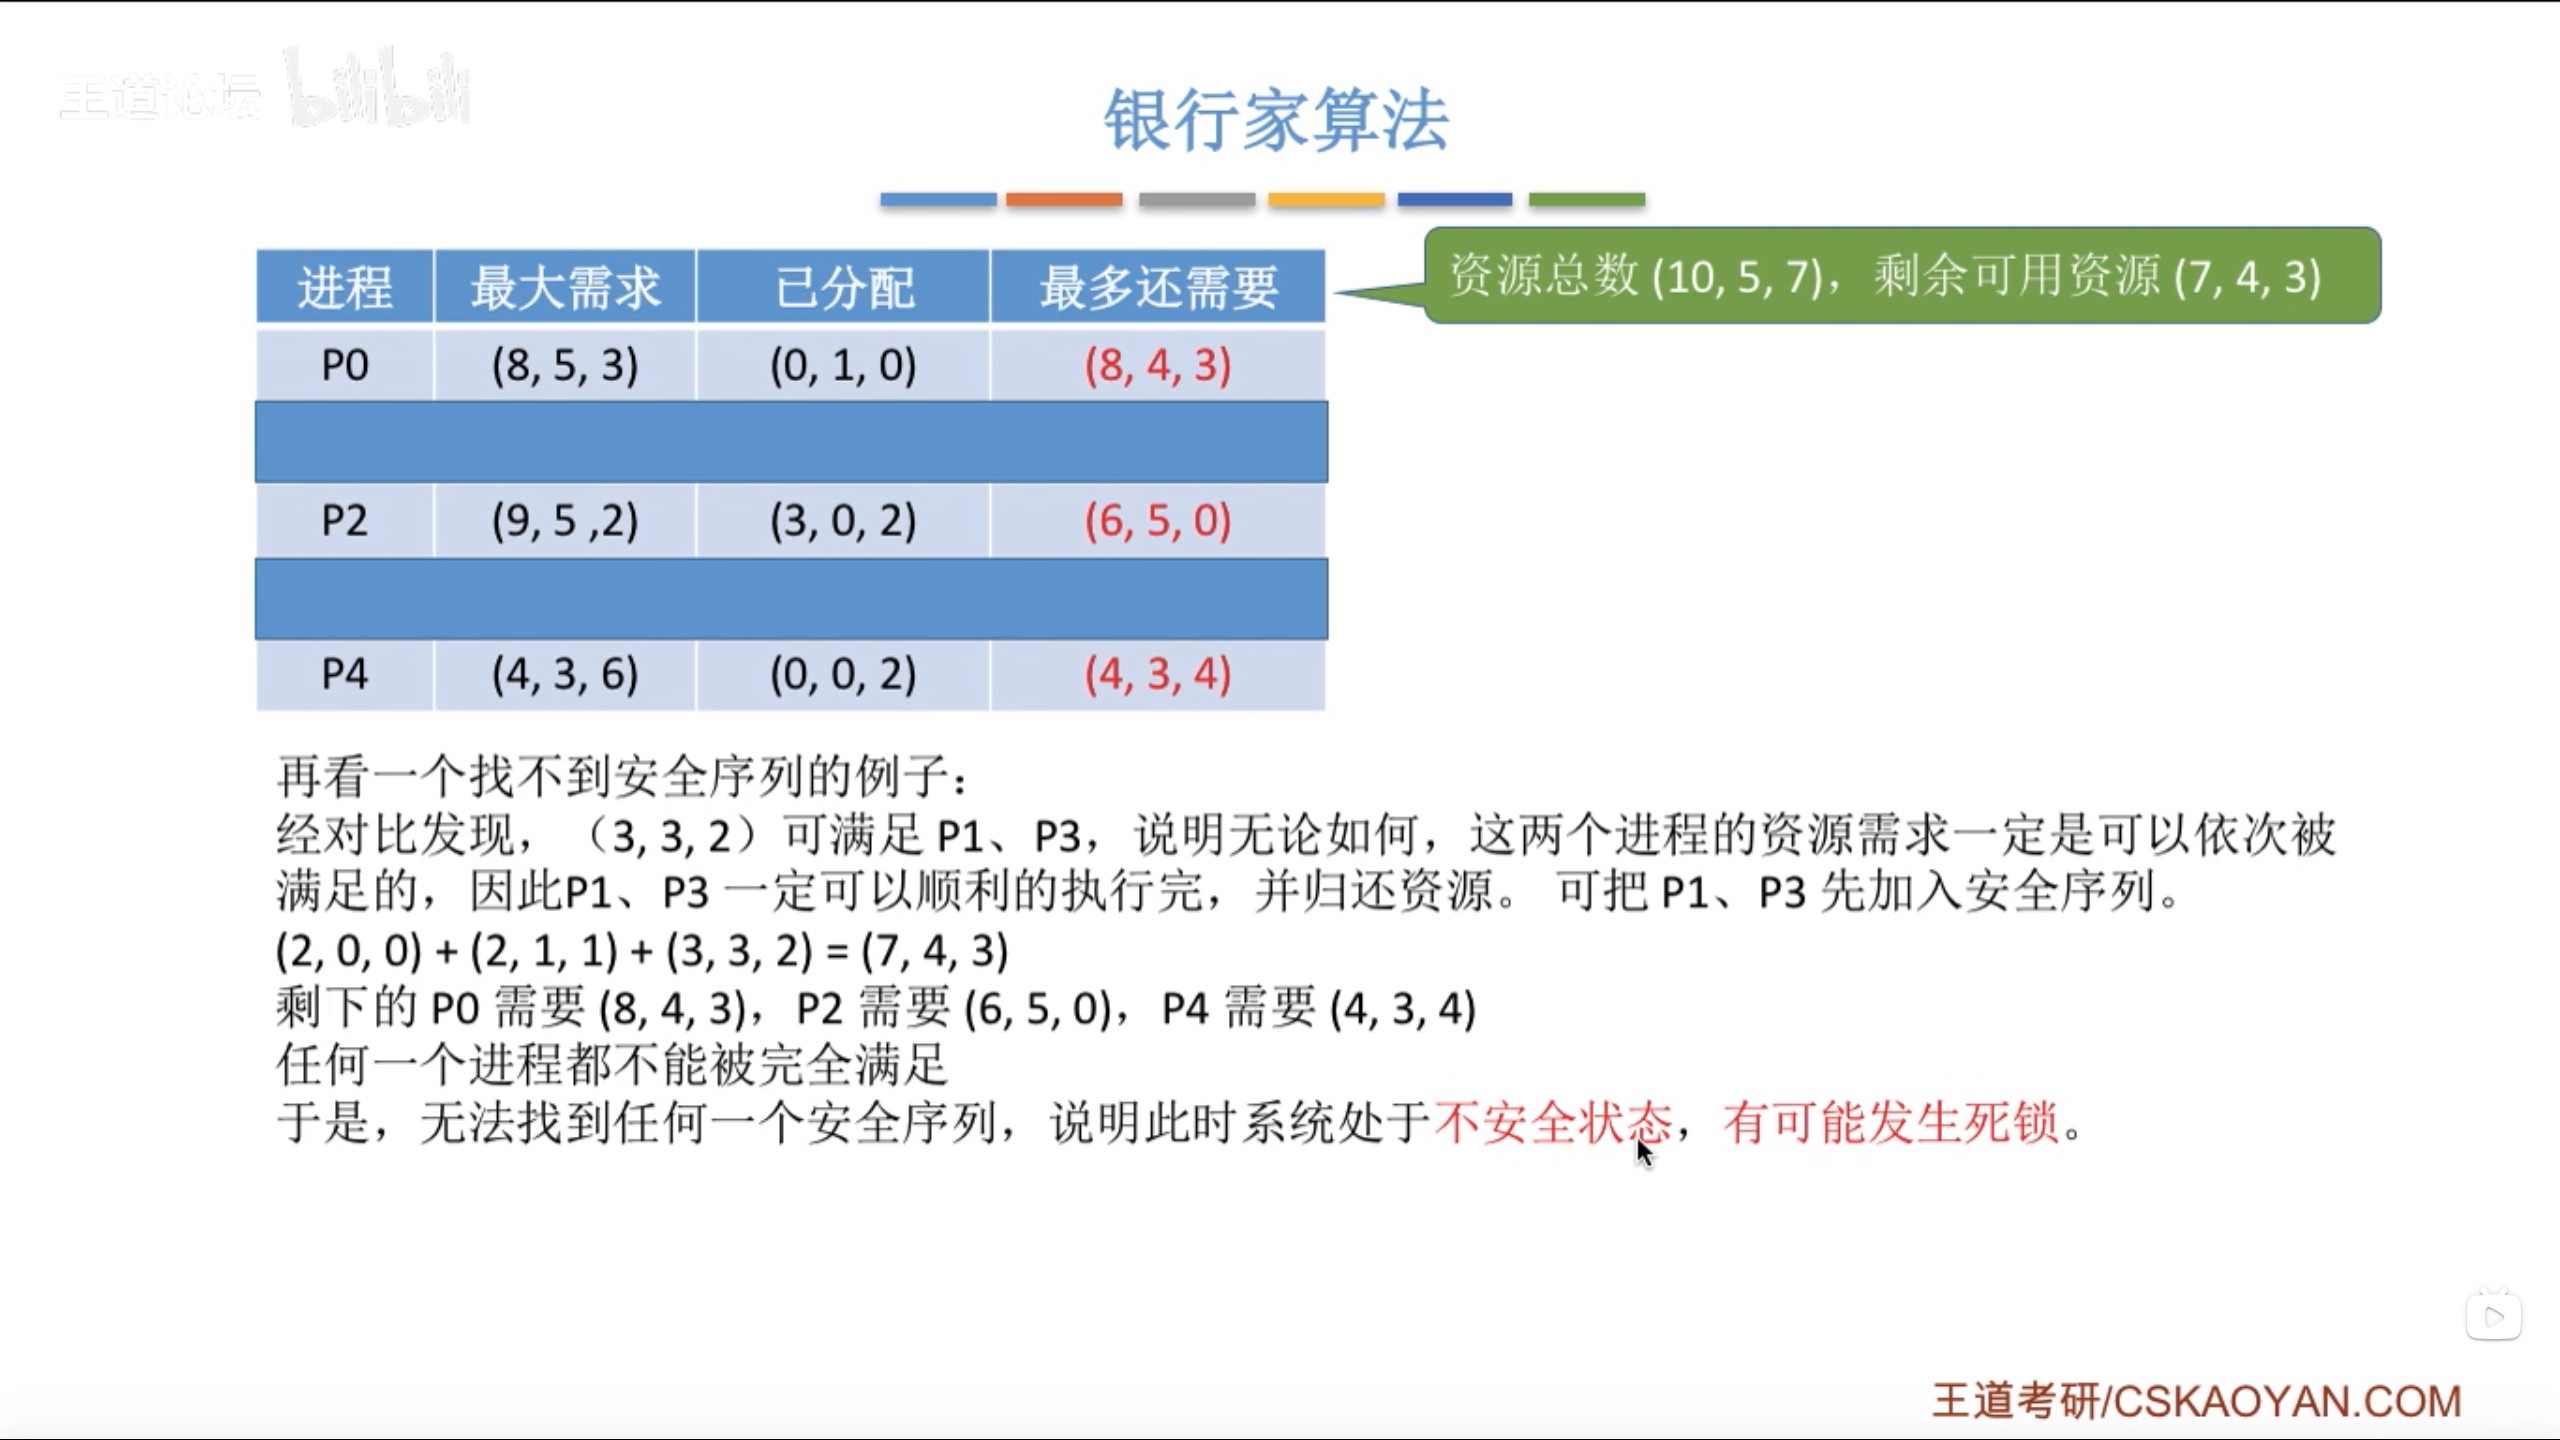 王道论坛 bilibili
银行家算法
资源总数 (10, 5, 7)，剩余可用资源 (7, 4, 3)
进程 最大需求 已分配 最多还需要
P0 (8, 5, 3) (0, 1, 0) (8, 4, 3)
P2 (9, 5 ,2) (3, 0, 2) (6, 5, 0)
P4 (4, 3, 6) (0, 0, 2) (4, 3, 4)
再看一个找不到安全序列的例子：
经对比发现，（3, 3, 2）可满足 P1、P3，说明无论如何，这两个进程的资源需求一定是可以依次被
满足的，因此P1、P3 一定可以顺利的执行完，并归还资源。 可把 P1、P3 先加入安全序列。
(2, 0, 0) + (2, 1, 1) + (3, 3, 2) = (7, 4, 3)
剩下的 P0 需要 (8, 4, 3)，P2 需要 (6, 5, 0)，P4 需要 (4, 3, 4)
任何一个进程都不能被完全满足
于是，无法找到任何一个安全序列，说明此时系统处于不安全状态，有可能发生死锁。
王道考研/CSKAOYAN.COM